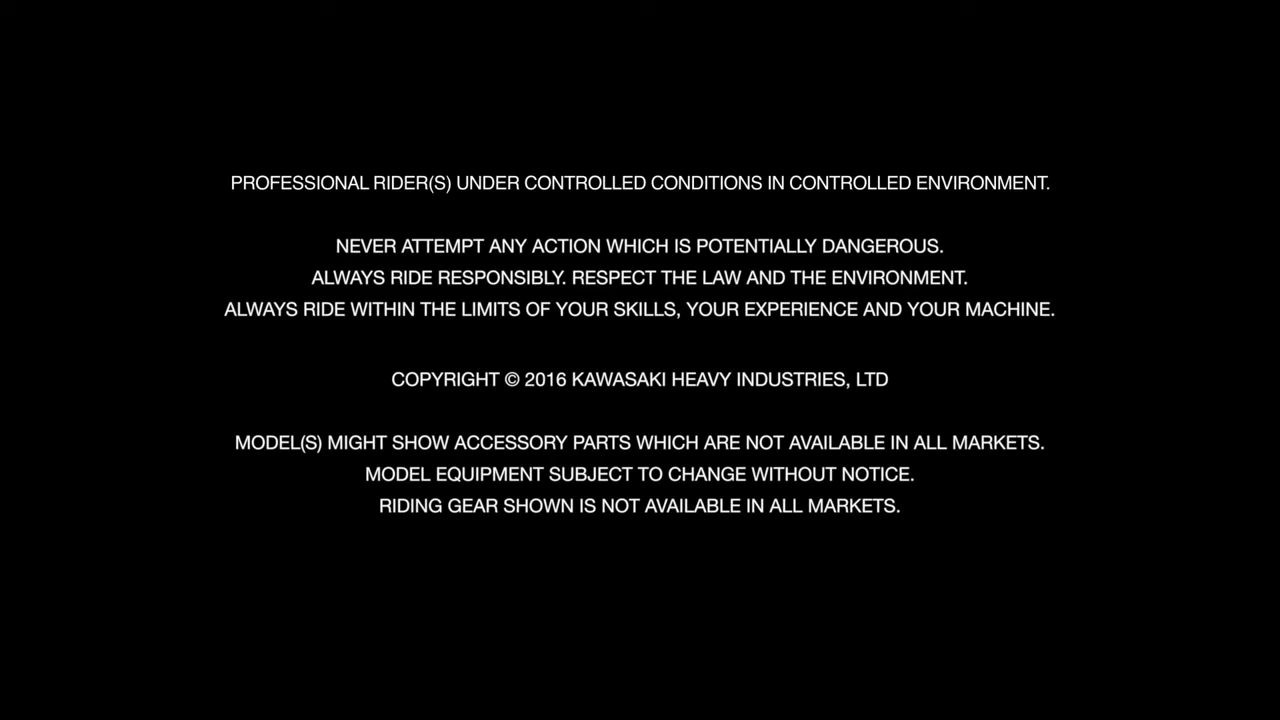 PROFESSIONAL RIDER(S) UNDER CONTROLLED CONDITIONS IN CONTROLLED ENVIRONMENT.
NEVER ATTEMPT ANY ACTION WHICH IS POTENTIALLY DANGEROUS.
ALWAYS RIDE RESPONSIBLY. RESPECT THE LAW AND THE ENVIRONMENT.
ALWAYS RIDE WITHIN THE LIMITS OF YOUR SKILLS, YOUR EXPERIENCE AND YOUR MACHINE.
COPYRIGHT © 2016 KAWASAKI HEAVY INDUSTRIES, LTD
MODEL(S) MIGHT SHOW ACCESSORY PARTS WHICH ARE NOT AVAILABLE IN ALL MARKETS.
MODEL EQUIPMENT SUBJECT TO CHANGE WITHOUT NOTICE.
RIDING GEAR SHOWN IS NOT AVAILABLE IN ALL MARKETS.